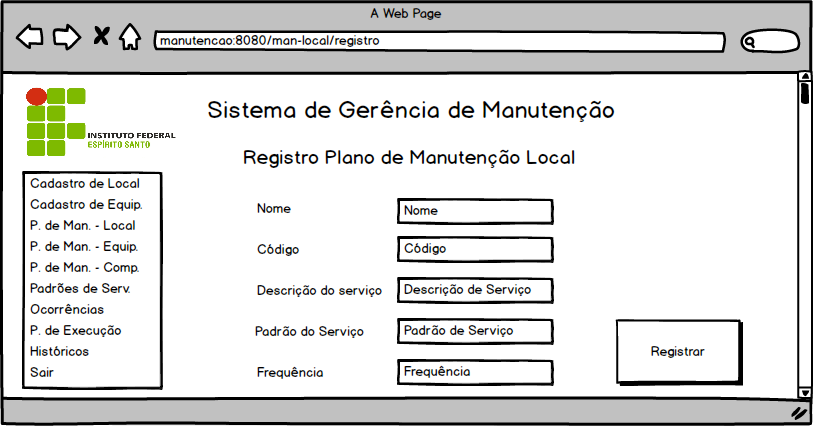 A Web Page
manutencao:8080/man-local/registro
INSTITUTO FEDERAL
ESPÍRITO SANTO
Sistema de Gerência de Manutenção
Registro Plano de Manutenção Local
Cadastro de Local
Cadastro de Equip.
P. de Man. - Local
P. de Man. - Equip.
P. de Man. - Comp.
Padrões de Serv.
Ocorrências
P. de Execução
Históricos
Sair
Nome Nome
Código Código
Descrição do serviço Descrição de Serviço
Padrão do Serviço Padrão de Serviço
Frequência Frequência
Registrar